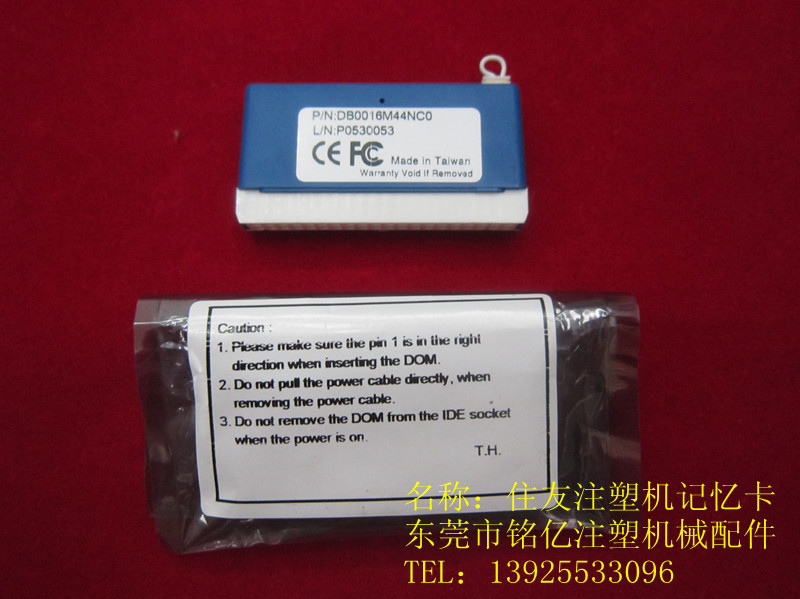 P/N:DB0016M44NC0
L/N:P0530053
CE FC Made in Taiwan
Warranty Void If Removed
Caution :
1. Please make sure the pin 1 is in the right
direction when inserting the DOM.
2. Do not pull the power cable directly, when
removing the power cable.
3. Do not remove the DOM from the IDE socket
when the power is on.
T.H.
名称：住友注塑机记忆卡
东莞市铭亿注塑机械配件
TEL：13925533096